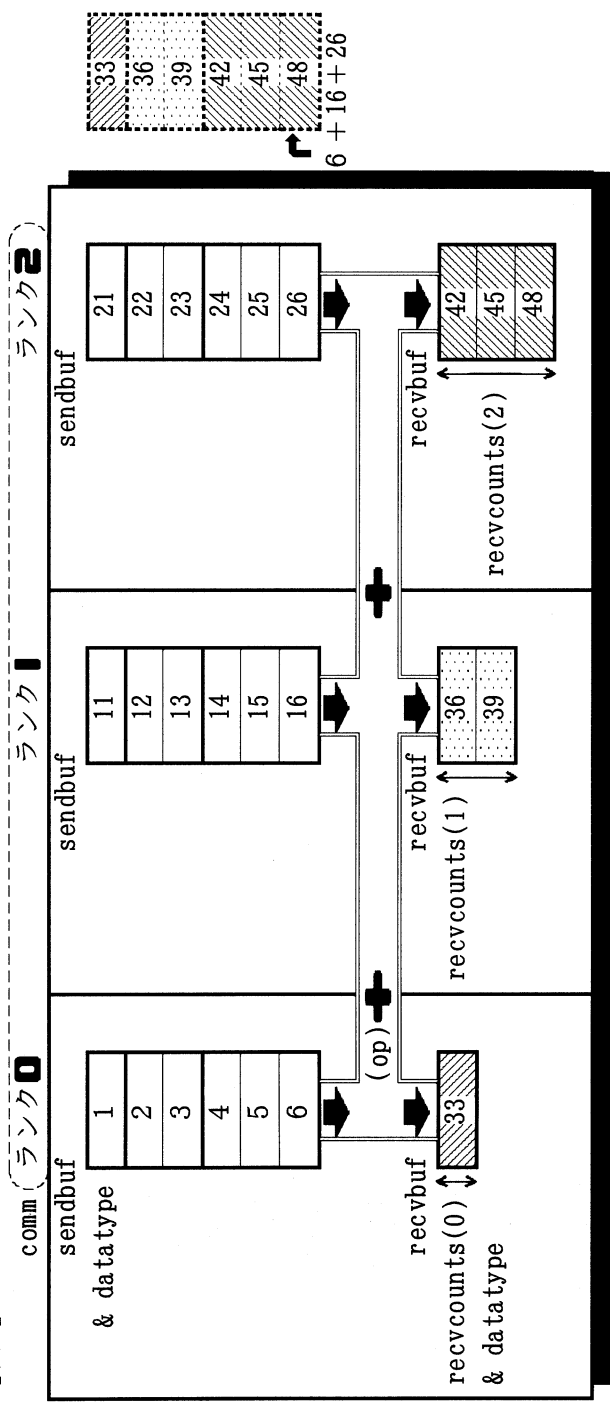 comm ランク0 ランク1 ランク2
sendbuf
& datatype
1
2
3
4
5
6
sendbuf
11
12
13
14
15
16
sendbuf
21
22
23
24
25
26
33
36
39
42
45
48
6 + 16 + 26
(op) + +
recvbuf
33
recvcounts(0)
& datatype
recvbuf
36
39
recvcounts(1)
recvbuf
42
45
48
recvcounts(2)